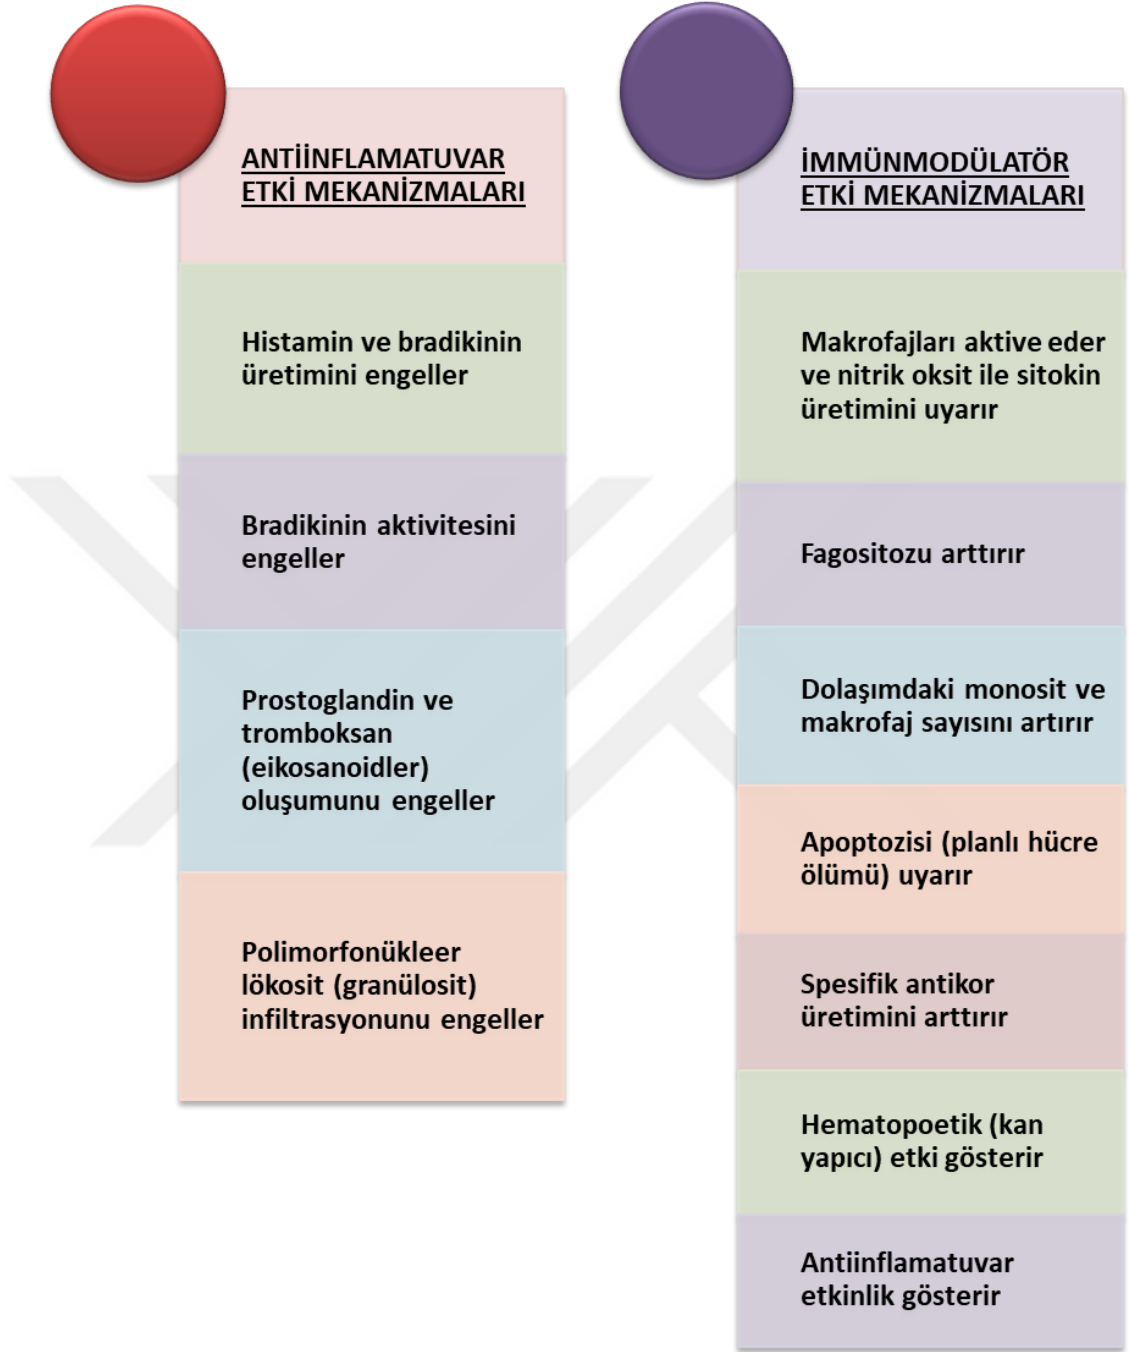 ANTİİNFLAMATUVAR
ETKİ MEKANİZMALARI
Histamin ve bradikinin
üretimini engeller
Bradikinin aktivitesini
engeller
Prostoglandin ve
tromboksan
(eikosanoidler)
oluşumunu engeller
Polimorfonükleer
lökosit (granülosit)
infiltrasyonunu engeller
İMMÜNMODÜLATÖR
ETKİ MEKANİZMALARI
Makrofajları aktive eder
ve nitrik oksit ile sitokin
üretimini uyarır
Fagositozu arttırır
Dolaşımdaki monosit ve
makrofaj sayısını artırır
Apoptozisi (planlı hücre
ölümü) uyarır
Spesifik antikor
üretimini arttırır
Hematopoetik (kan
yapıcı) etki gösterir
Antiinflamatuvar
etkinlik gösterir